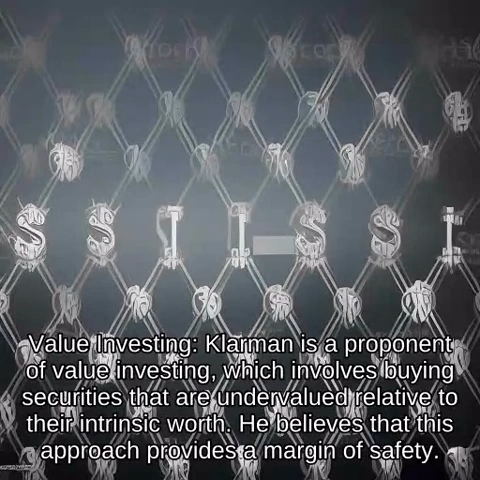 Value Investing: Klarman is a proponent
of value investing, which involves buying
securities that are undervalued relative to
their intrinsic worth. He believes that this
approach provides a margin of safety.